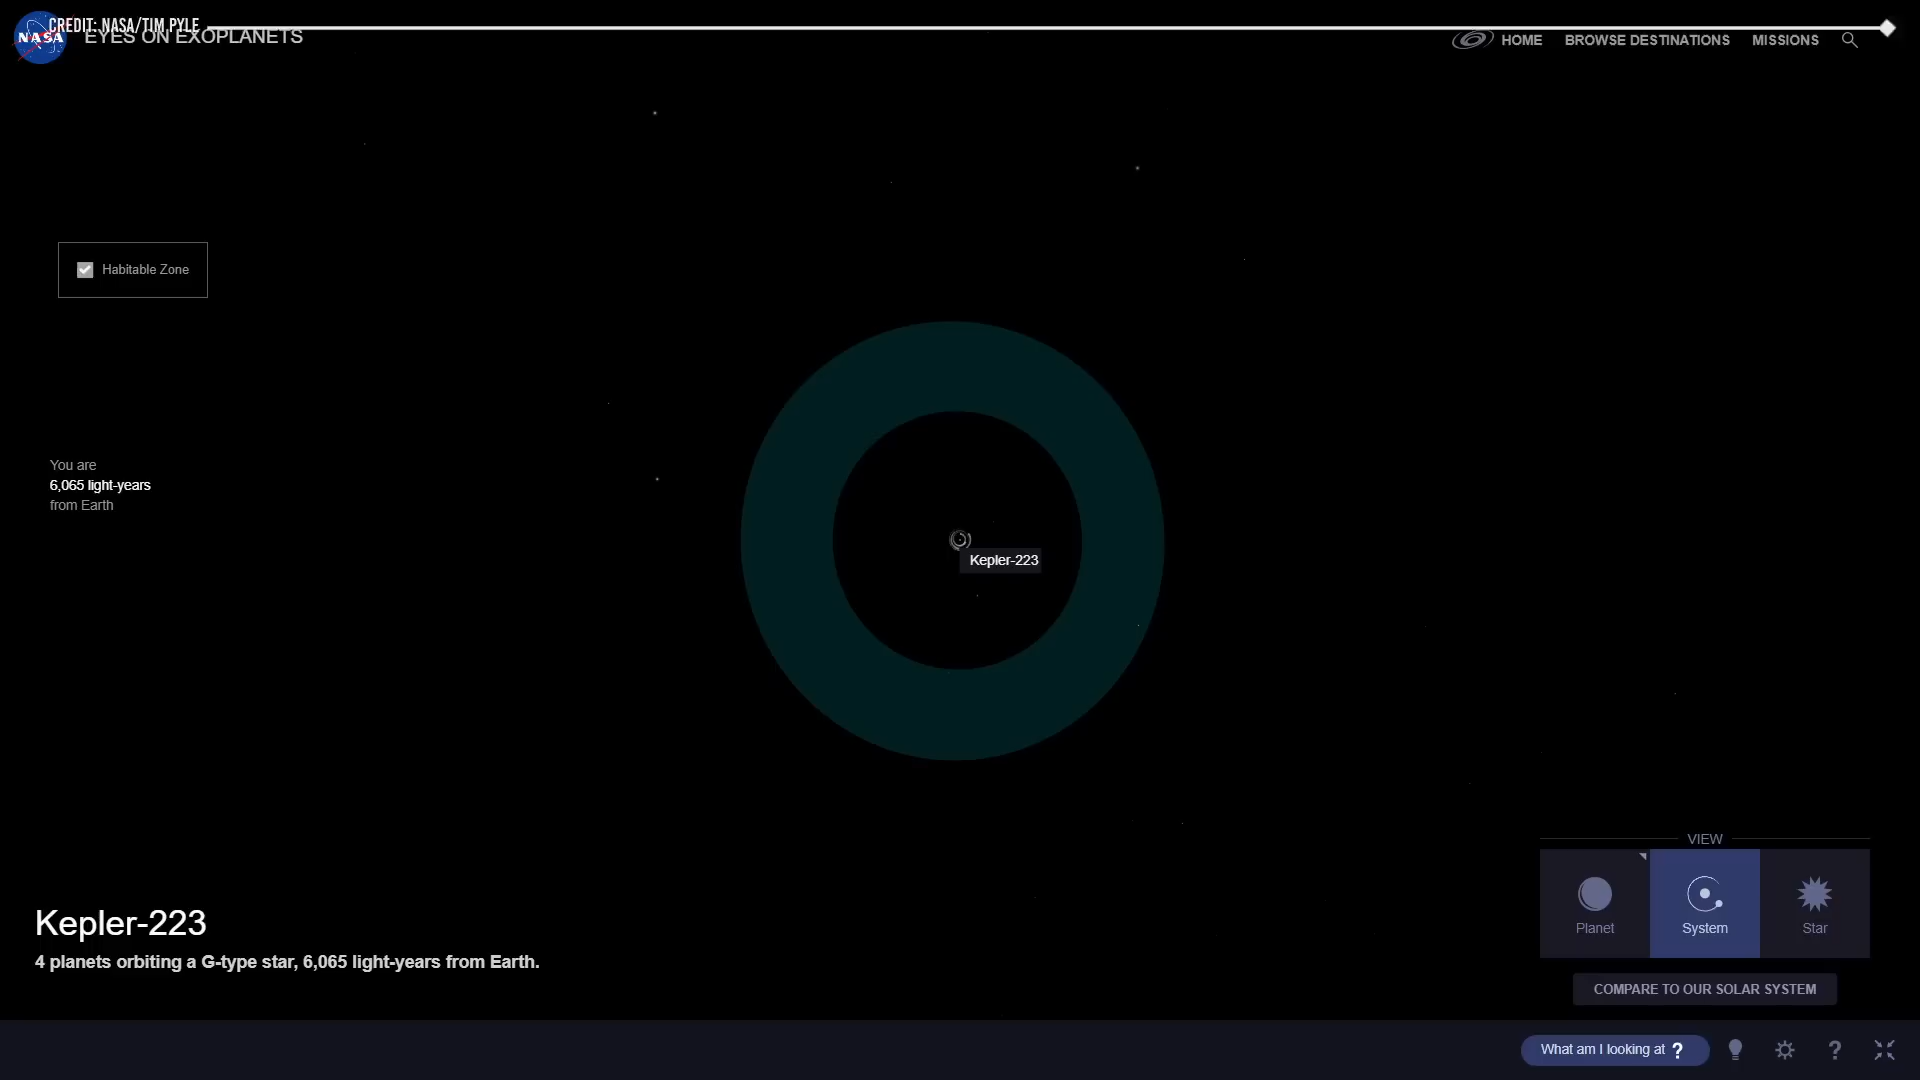 CREDIT: NASA/TIM PYLE
NASA
EYES ON EXOPLANETS
HOME
BROWSE DESTINATIONS
MISSIONS
Habitable Zone
You are
6,065 light-years
from Earth
Kepler-223
VIEW
Planet
System
Star
Kepler-223
4 planets orbiting a G-type star, 6,065 light-years from Earth.
COMPARE TO OUR SOLAR SYSTEM
What am I looking at ?
?